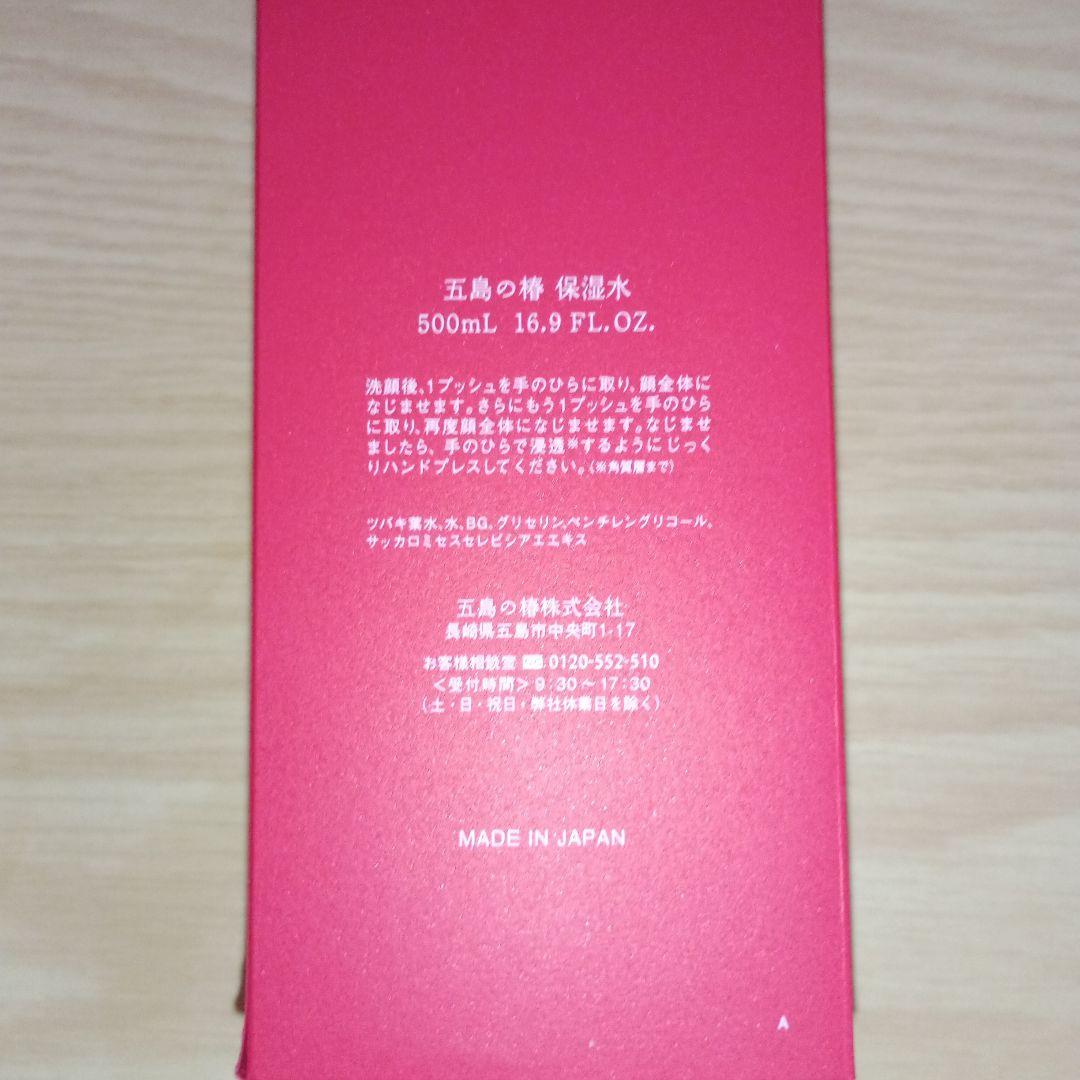 五島の椿 保湿水
500mL 16.9 FL.OZ.
洗顔後、1プッシュを手のひらに取り、顔全体に
なじませます。さらにもう1プッシュを手のひら
に取り、再度顔全体になじませます。なじませ
ましたら、手のひらで浸透※するようにじっく
りハンドプレスしてください。(※角質層まで)
ツバキ葉水、水、BG、グリセリン、ペンチレングリコール、
サッカロミセスセレビシアエエキス
五島の椿株式会社
長崎県五島市中央町1-17
お客様相談室 0120-552-510
<受付時間> 9:30~17:30
(土・日・祝日・弊社休業日を除く)
MADE IN JAPAN
A